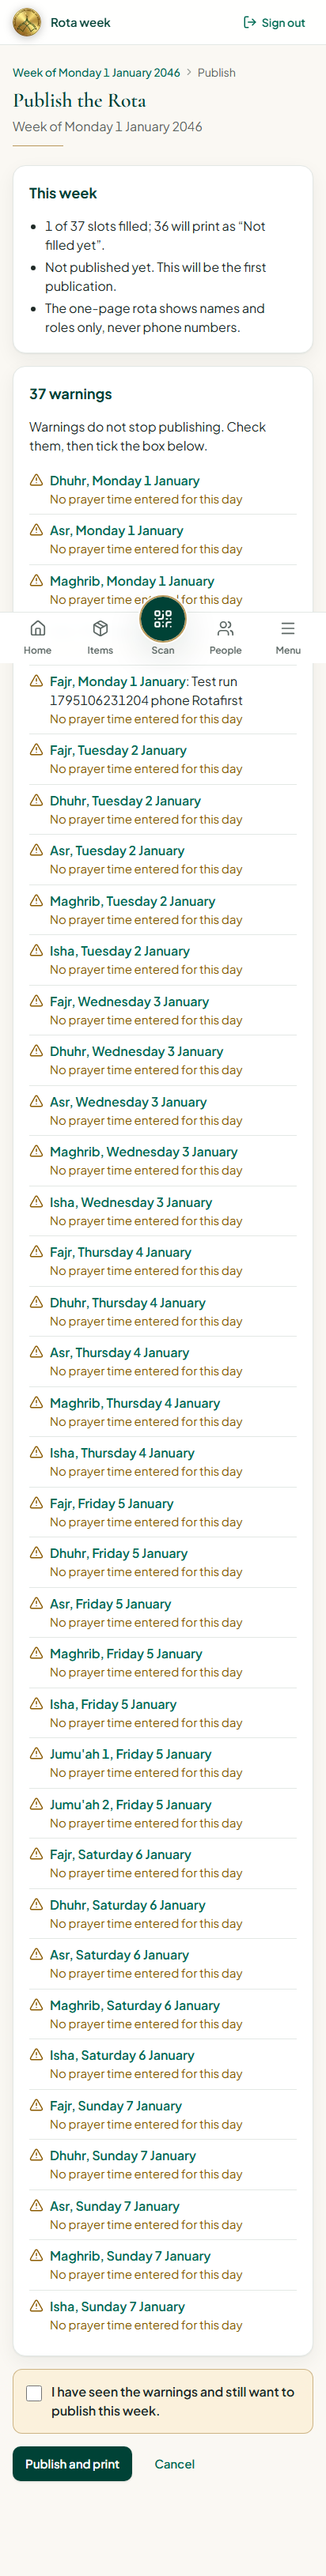 Rota week
Sign out
Week of Monday 1 January 2046 > Publish
Publish the Rota
Week of Monday 1 January 2046
This week
• 1 of 37 slots filled; 36 will print as “Not
filled yet”.
• Not published yet. This will be the first
publication.
• The one-page rota shows names and
roles only, never phone numbers.
37 warnings
Warnings do not stop publishing. Check
them, then tick the box below.
Dhuhr, Monday 1 January
No prayer time entered for this day
Asr, Monday 1 January
No prayer time entered for this day
Maghrib, Monday 1 January
No prayer time entered for this day
Home
Items
Scan
People
Menu
Fajr, Monday 1 January: Test run
1795106231204 phone Rotafirst
No prayer time entered for this day
Fajr, Tuesday 2 January
No prayer time entered for this day
Dhuhr, Tuesday 2 January
No prayer time entered for this day
Asr, Tuesday 2 January
No prayer time entered for this day
Maghrib, Tuesday 2 January
No prayer time entered for this day
Isha, Tuesday 2 January
No prayer time entered for this day
Fajr, Wednesday 3 January
No prayer time entered for this day
Dhuhr, Wednesday 3 January
No prayer time entered for this day
Asr, Wednesday 3 January
No prayer time entered for this day
Maghrib, Wednesday 3 January
No prayer time entered for this day
Isha, Wednesday 3 January
No prayer time entered for this day
Fajr, Thursday 4 January
No prayer time entered for this day
Dhuhr, Thursday 4 January
No prayer time entered for this day
Asr, Thursday 4 January
No prayer time entered for this day
Maghrib, Thursday 4 January
No prayer time entered for this day
Isha, Thursday 4 January
No prayer time entered for this day
Fajr, Friday 5 January
No prayer time entered for this day
Dhuhr, Friday 5 January
No prayer time entered for this day
Asr, Friday 5 January
No prayer time entered for this day
Maghrib, Friday 5 January
No prayer time entered for this day
Isha, Friday 5 January
No prayer time entered for this day
Jumu'ah 1, Friday 5 January
No prayer time entered for this day
Jumu'ah 2, Friday 5 January
No prayer time entered for this day
Fajr, Saturday 6 January
No prayer time entered for this day
Dhuhr, Saturday 6 January
No prayer time entered for this day
Asr, Saturday 6 January
No prayer time entered for this day
Maghrib, Saturday 6 January
No prayer time entered for this day
Isha, Saturday 6 January
No prayer time entered for this day
Fajr, Sunday 7 January
No prayer time entered for this day
Dhuhr, Sunday 7 January
No prayer time entered for this day
Asr, Sunday 7 January
No prayer time entered for this day
Maghrib, Sunday 7 January
No prayer time entered for this day
Isha, Sunday 7 January
No prayer time entered for this day
I have seen the warnings and still want to
publish this week.
Publish and print
Cancel